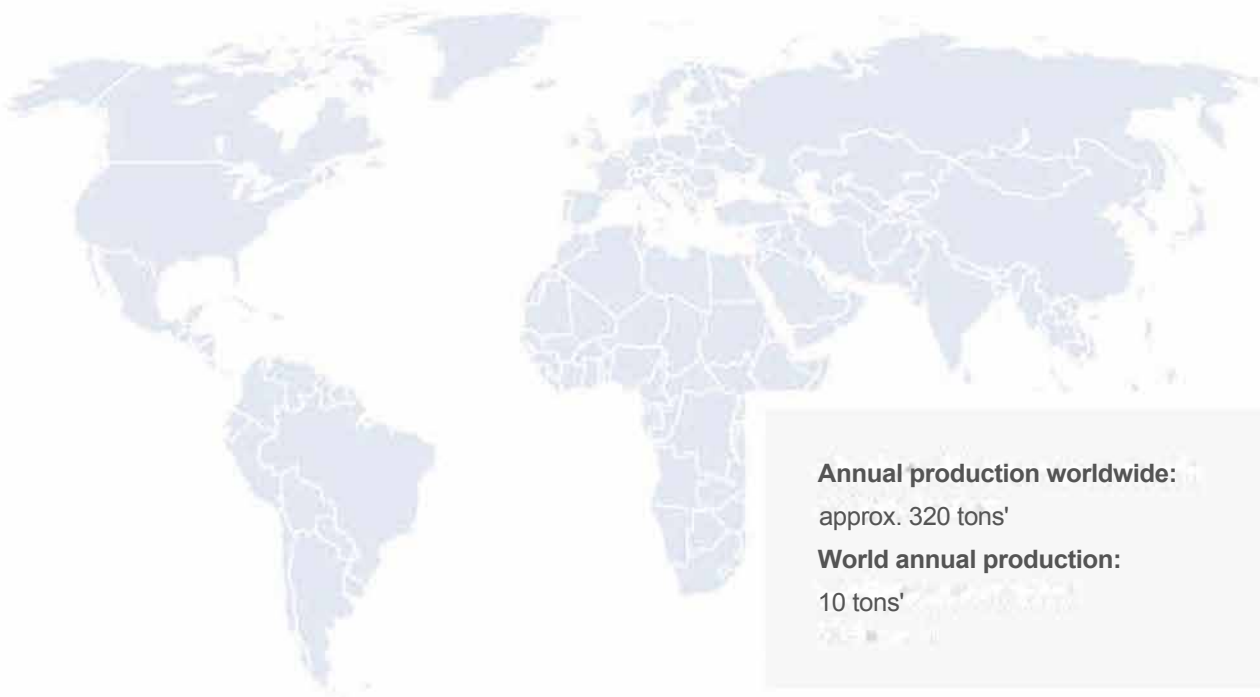 Annual production worldwide:
approx. 320 tons'
World annual production:
10 tons'